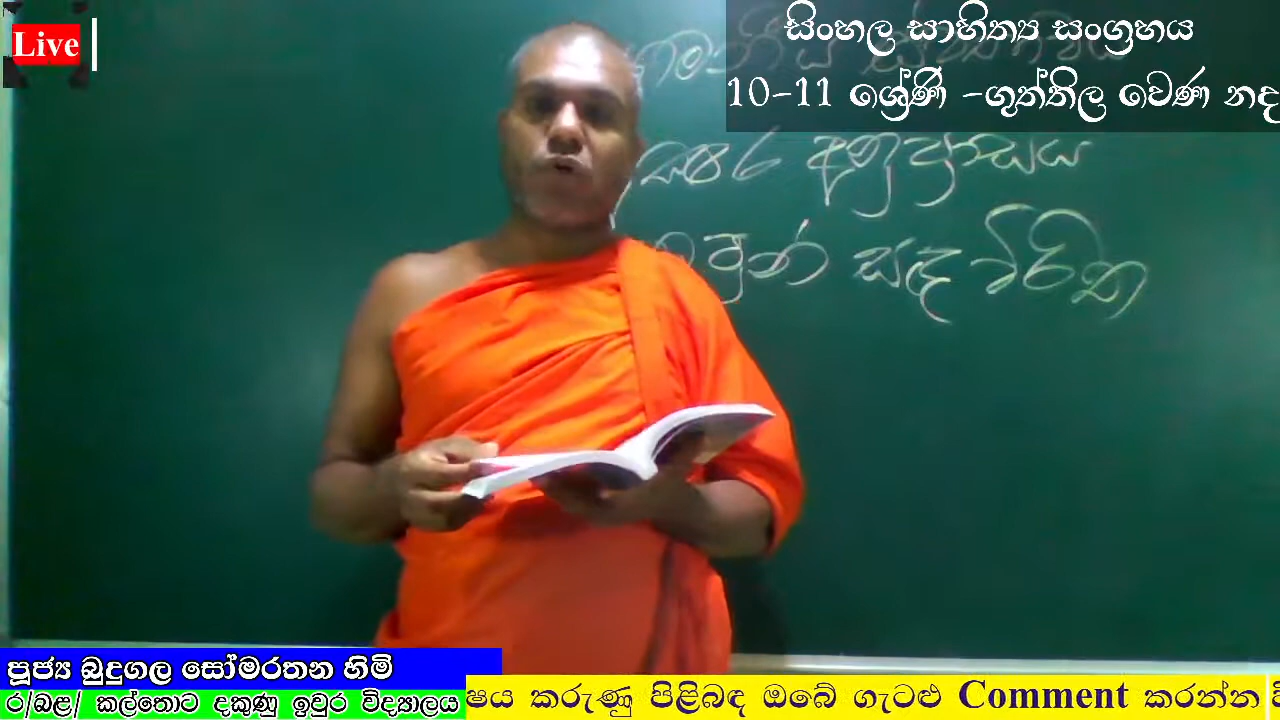 Live
සිංහල සාහිත්‍ය සංග්‍රහය
10-11 ශ්‍රේණි -ගුත්තිල වෙණ නද
අනුප්‍රාසය
සඳ විරිත
පූජ්‍ය බුදුගල සෝමරතන හිමි
ර/බළ/ කල්තොට දකුණු ඉවුර විද්‍යාලය
ෂය කරුණු පිළිබඳ ඔබේ ගැටළු Comment කරන්න